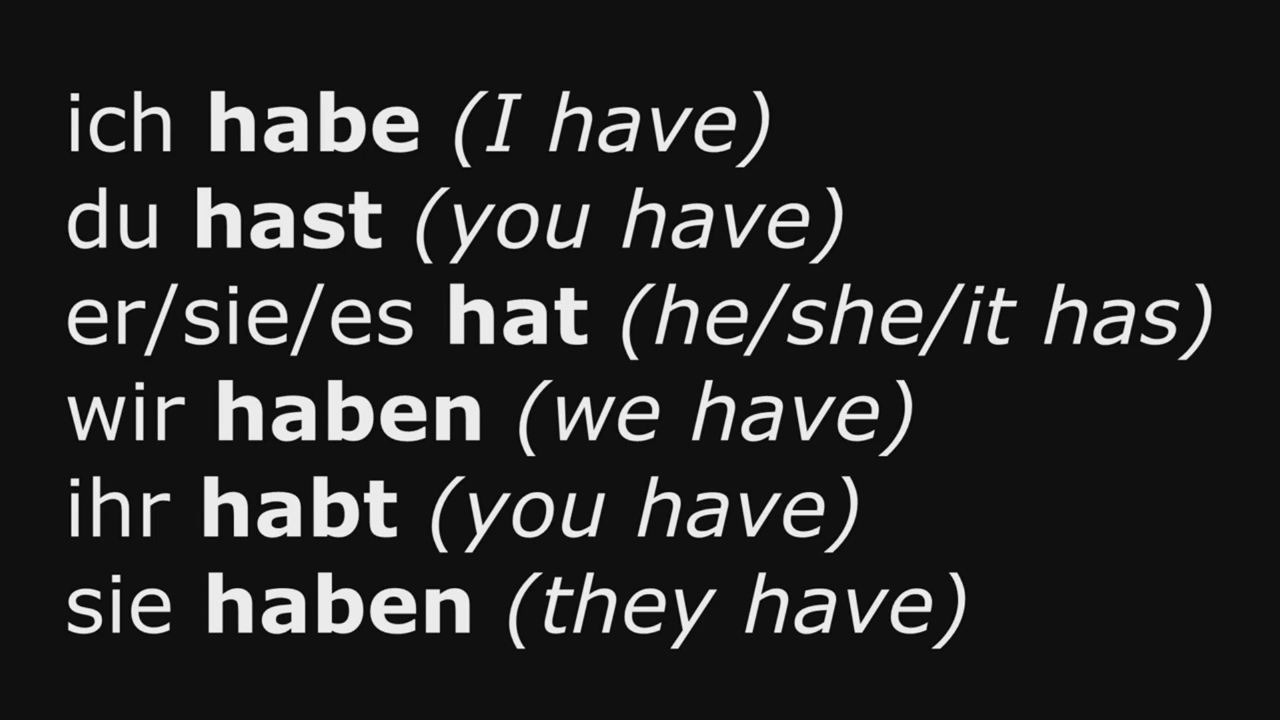 ich habe (I have)
du hast (you have)
er/sie/es hat (he/she/it has)
wir haben (we have)
ihr habt (you have)
sie haben (they have)